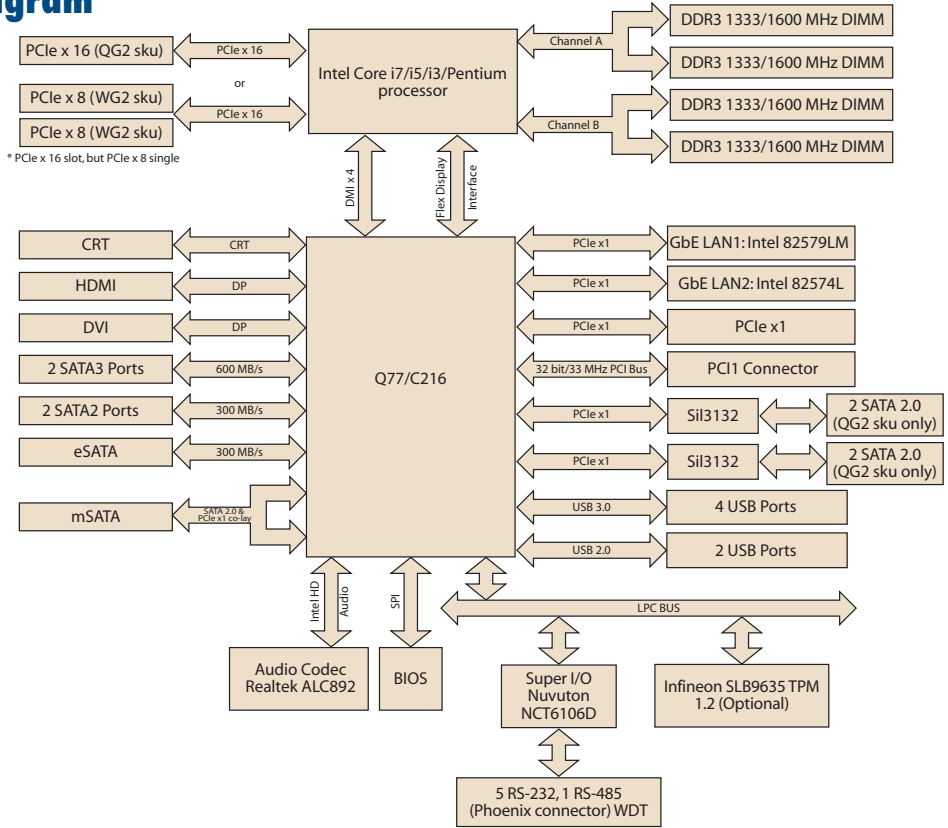 agram
PCIe x 16 (QG2 sku)
PCIe x 16
or
PCIe x 8 (WG2 sku)
PCIe x 16
PCIe x 8 (WG2 sku)
* PCIe x 16 slot, but PCIe x 8 single
Intel Core i7/i5/i3/Pentium
processor
Channel A
DDR3 1333/1600 MHz DIMM
DDR3 1333/1600 MHz DIMM
Channel B
DDR3 1333/1600 MHz DIMM
DDR3 1333/1600 MHz DIMM
DMI x 4
Flex Display
Interface
CRT
CRT
HDMI
DP
DVI
DP
2 SATA3 Ports
600 MB/s
2 SATA2 Ports
300 MB/s
eSATA
300 MB/s
mSATA
SATA 2.0 &
PCIe x1 co-lay
Q77/C216
PCIe x1
GbE LAN1: Intel 82579LM
PCIe x1
GbE LAN2: Intel 82574L
PCIe x1
PCIe x1
32 bit/33 MHz PCI Bus
PCI1 Connector
PCIe x1
Sil3132
2 SATA 2.0
(QG2 sku only)
PCIe x1
Sil3132
2 SATA 2.0
(QG2 sku only)
USB 3.0
4 USB Ports
USB 2.0
2 USB Ports
Intel HD
Audio
SPI
LPC BUS
Audio Codec
Realtek ALC892
BIOS
Super I/O
Nuvuton
NCT6106D
Infineon SLB9635 TPM
1.2 (Optional)
5 RS-232, 1 RS-485
(Phoenix connector) WDT